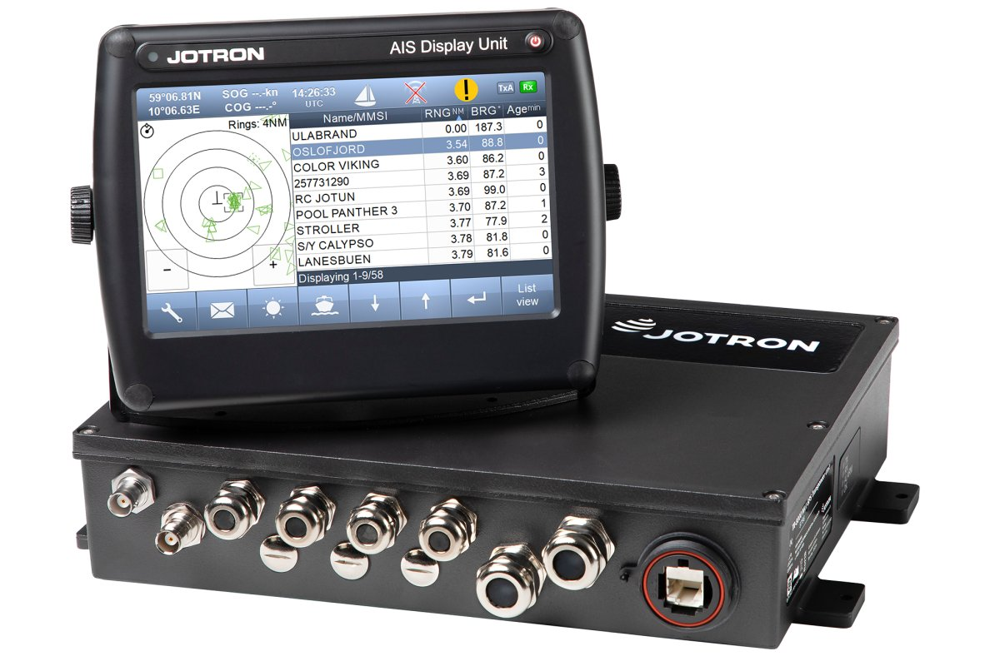 JOTRON
AIS Display Unit
59°06.81N
10°06.63E
SOG --.-kn
COG ---.-°
14:26:33
UTC
TxA
Rx
Rings: 4NM
Name/MMSI RNG NM BRG ° Age min
ULABRAND 0.00 187.3 0
OSLOFJORD 3.54 88.8 0
COLOR VIKING 3.60 86.2 0
257731290 3.69 87.2 3
RC JOTUN 3.69 99.0 0
POOL PANTHER 3 3.70 87.2 1
STROLLER 3.77 77.9 2
S/Y CALYPSO 3.78 81.8 0
LANESBUEN 3.79 81.6 0
Displaying 1-9/58
-
+
List
view
JOTRON